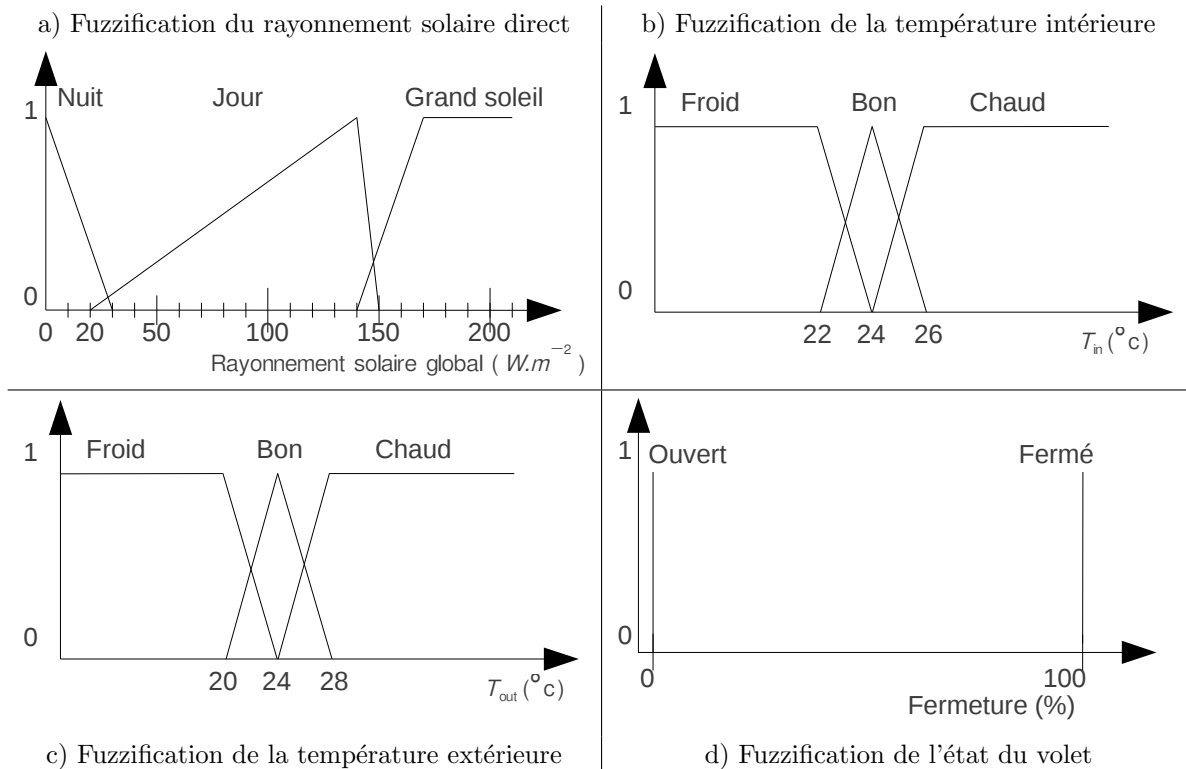 a) Fuzzification du rayonnement solaire direct
1
Nuit
Jour
Grand soleil
0
0 20 50 100 150 200
Rayonnement solaire global ( W.m⁻²)
b) Fuzzification de la température intérieure
1
Froid
Bon
Chaud
0
22 24 26
T_in (°c)
1
Froid
Bon
Chaud
0
20 24 28
T_out (°c)
c) Fuzzification de la température extérieure
1
Ouvert
Fermé
0
0 100
Fermeture (%)
d) Fuzzification de l'état du volet